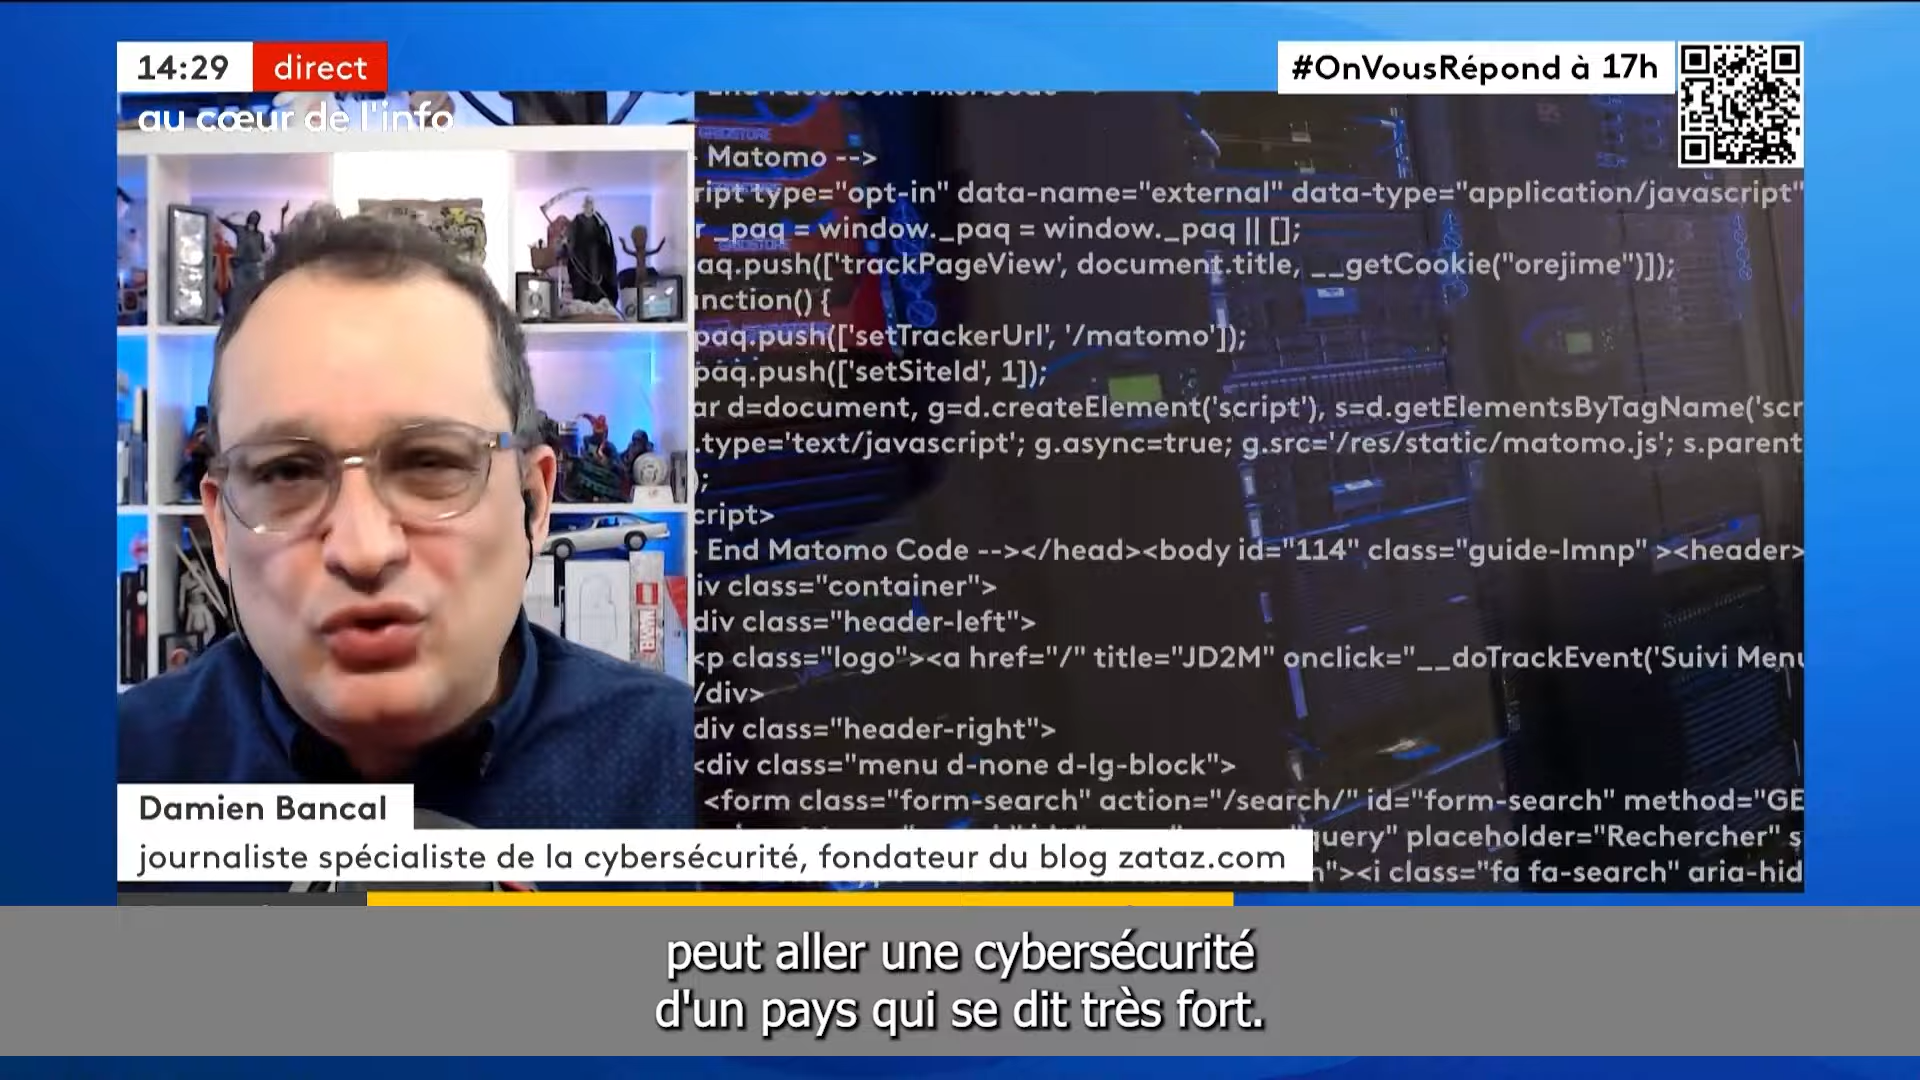 14:29 direct
#OnVousRépond à 17h
au cœur de l'info
Matomo -->
ript type="opt-in" data-name="external" data-type="application/javascript"
r _paq = window._paq = window._paq || [];
aq.push(['trackPageView', document.title, __getCookie("orejime")]);
nction() {
paq.push(['setTrackerUrl', '/matomo']);
paq.push(['setSiteId', 1]);
ar d=document, g=d.createElement('script'), s=d.getElementsByTagName('scr
.type='text/javascript'; g.async=true; g.src='/res/static/matomo.js'; s.parent
);
cript>
End Matomo Code --></head><body id="114" class="guide-lmnp" ><header>
iv class="container">
div class="header-left">
<p class="logo"><a href="/" title="JD2M" onclick="__doTrackEvent('Suivi Menu
/div>
div class="header-right">
<div class="menu d-none d-lg-block">
<form class="form-search" action="/search/" id="form-search" method="GE
query" placeholder="Rechercher" s
"><i class="fa fa-search" aria-hid
MARVEL
Damien Bancal
journaliste spécialiste de la cybersécurité, fondateur du blog zataz.com
peut aller une cybersécurité
d'un pays qui se dit très fort.